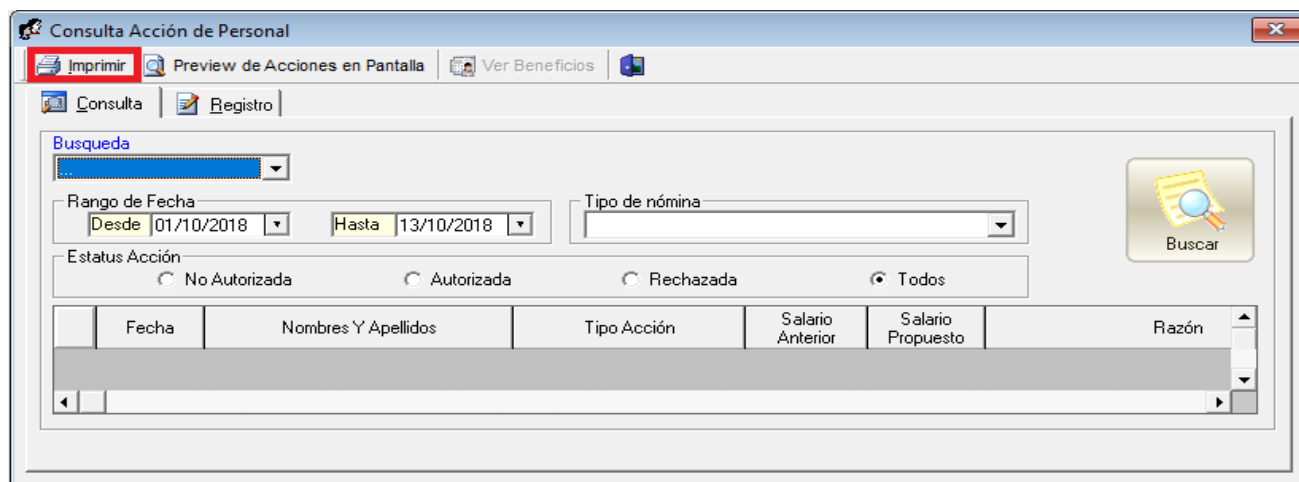 Consulta Acción de Personal
Imprimir Preview de Acciones en Pantalla Ver Beneficios
Consulta Registro
Busqueda
...
Rango de Fecha Tipo de nómina
Desde 01/10/2018 Hasta 13/10/2018
Buscar
Estatus Acción
No Autorizada Autorizada Rechazada Todos
Fecha Nombres Y Apellidos Tipo Acción Salario Anterior Salario Propuesto Razón